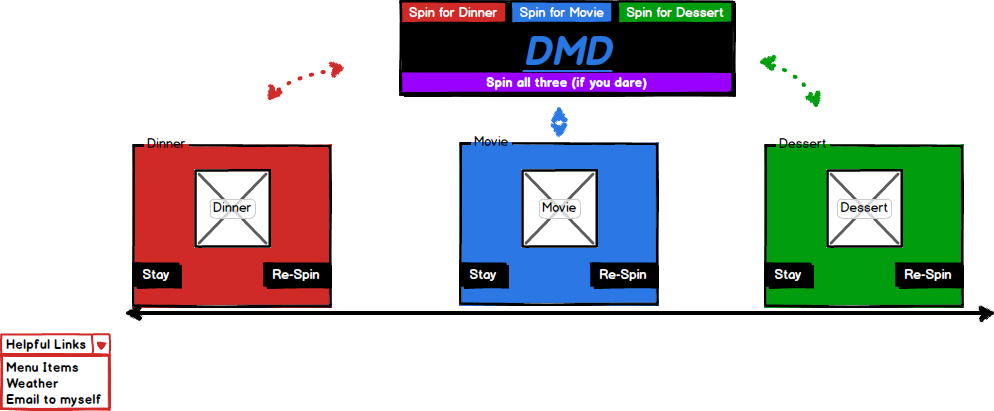 Spin for Dinner
Spin for Movie
Spin for Dessert
DMD
Spin all three (if you dare)
Dinner
Movie
Dessert
Dinner
Movie
Dessert
Stay
Re-Spin
Stay
Re-Spin
Stay
Re-Spin
Helpful Links
Menu Items
Weather
Email to myself